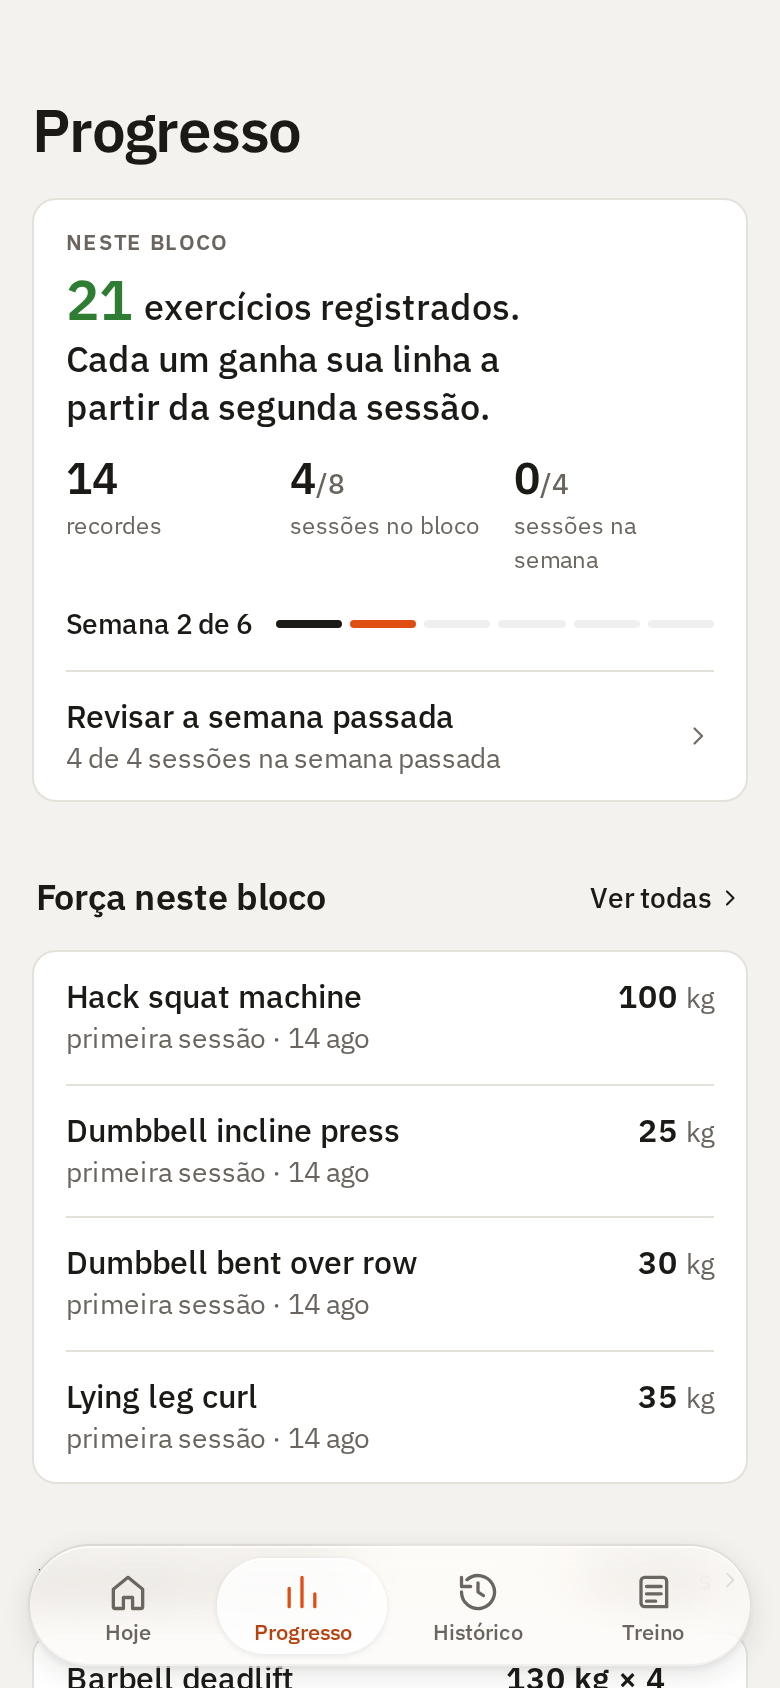 Progresso
NESTE BLOCO
21 exercícios registrados.
Cada um ganha sua linha a
partir da segunda sessão.
14
recordes
4/8
sessões no bloco
0/4
sessões na
semana
Semana 2 de 6
Revisar a semana passada
4 de 4 sessões na semana passada
Força neste bloco
Ver todas
Hack squat machine
100 kg
primeira sessão · 14 ago
Dumbbell incline press
25 kg
primeira sessão · 14 ago
Dumbbell bent over row
30 kg
primeira sessão · 14 ago
Lying leg curl
35 kg
primeira sessão · 14 ago
Hoje
Progresso
Histórico
Treino
Barbell deadlift
130 kg × 4